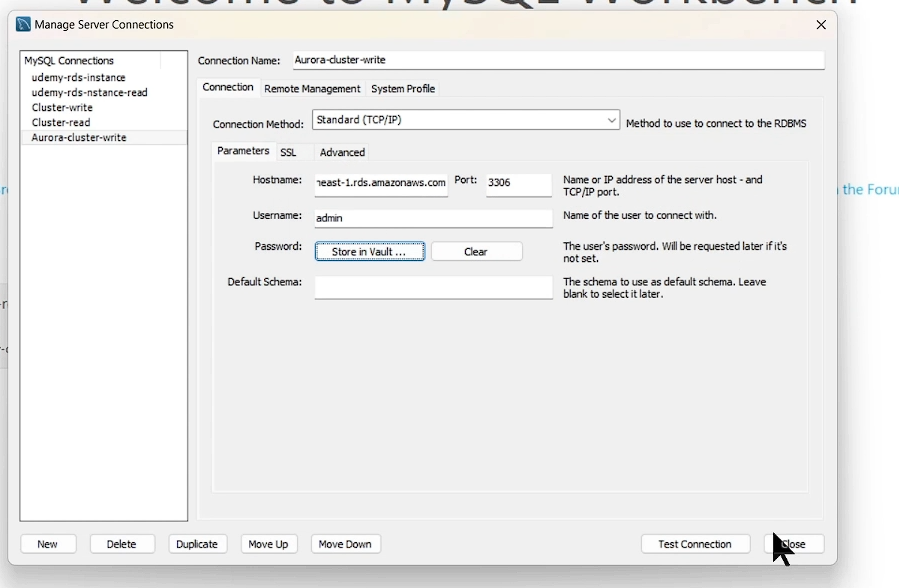 Welcome to MySQL Workbench
Manage Server Connections
MySQL Connections
udemy-rds-instance
udemy-rds-nstance-read
Cluster-write
Cluster-read
Aurora-cluster-write
Connection Name: Aurora-cluster-write
Connection Remote Management System Profile
Connection Method: Standard (TCP/IP) Method to use to connect to the RDBMS
Parameters SSL Advanced
Hostname: neast-1.rds.amazonaws.com Port: 3306 Name or IP address of the server host - and
TCP/IP port.
Username: admin Name of the user to connect with.
Password: Store in Vault ... Clear The user's password. Will be requested later if it's
not set.
Default Schema: The schema to use as default schema. Leave
blank to select it later.
the Foru
New Delete Duplicate Move Up Move Down Test Connection Close